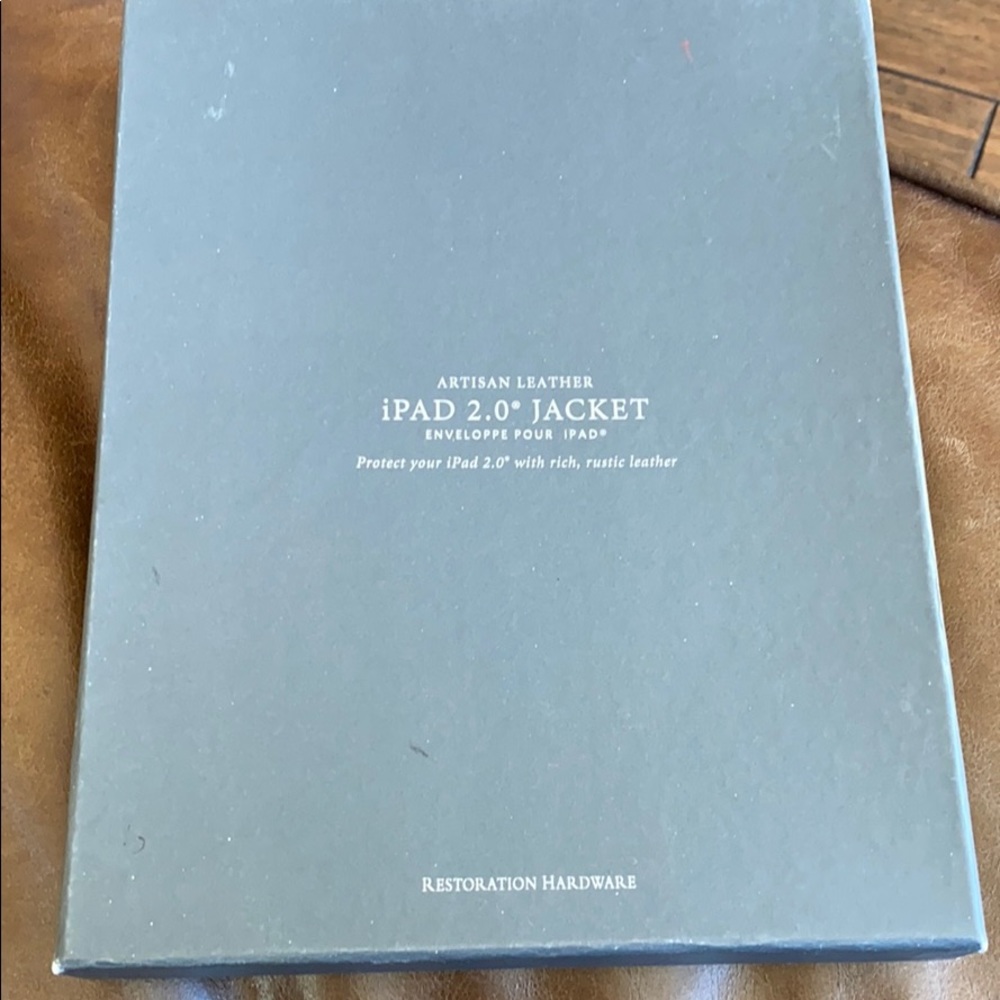 ARTISAN LEATHER
iPAD 2.0® JACKET
ENVELOPPE POUR IPAD®
Protect your iPad 2.0® with rich, rustic leather
RESTORATION HARDWARE